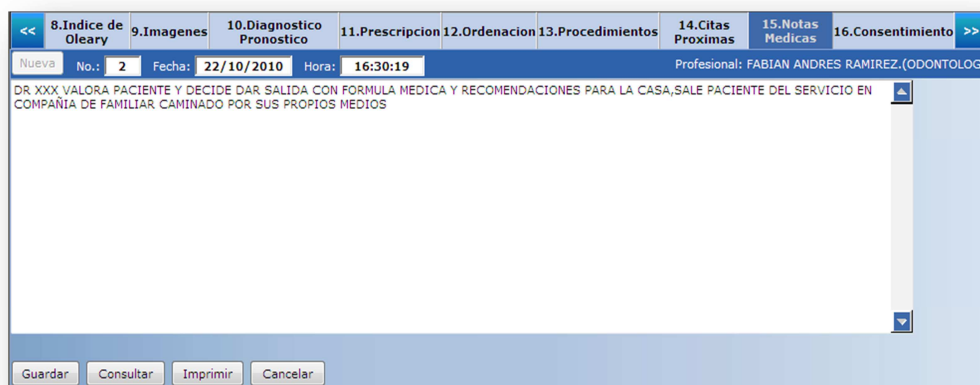 << 8.Indice de Oleary 9.Imagenes 10.Diagnostico Pronostico 11.Prescripcion 12.Ordenacion 13.Procedimientos 14.Citas Proximas 15.Notas Medicas 16.Consentimiento >>
Nueva No.: 2 Fecha: 22/10/2010 Hora: 16:30:19 Profesional: FABIAN ANDRES RAMIREZ.(ODONTOLOG
DR XXX VALORA PACIENTE Y DECIDE DAR SALIDA CON FORMULA MEDICA Y RECOMENDACIONES PARA LA CASA,SALE PACIENTE DEL SERVICIO EN
COMPAÑIA DE FAMILIAR CAMINADO POR SUS PROPIOS MEDIOS
Guardar Consultar Imprimir Cancelar